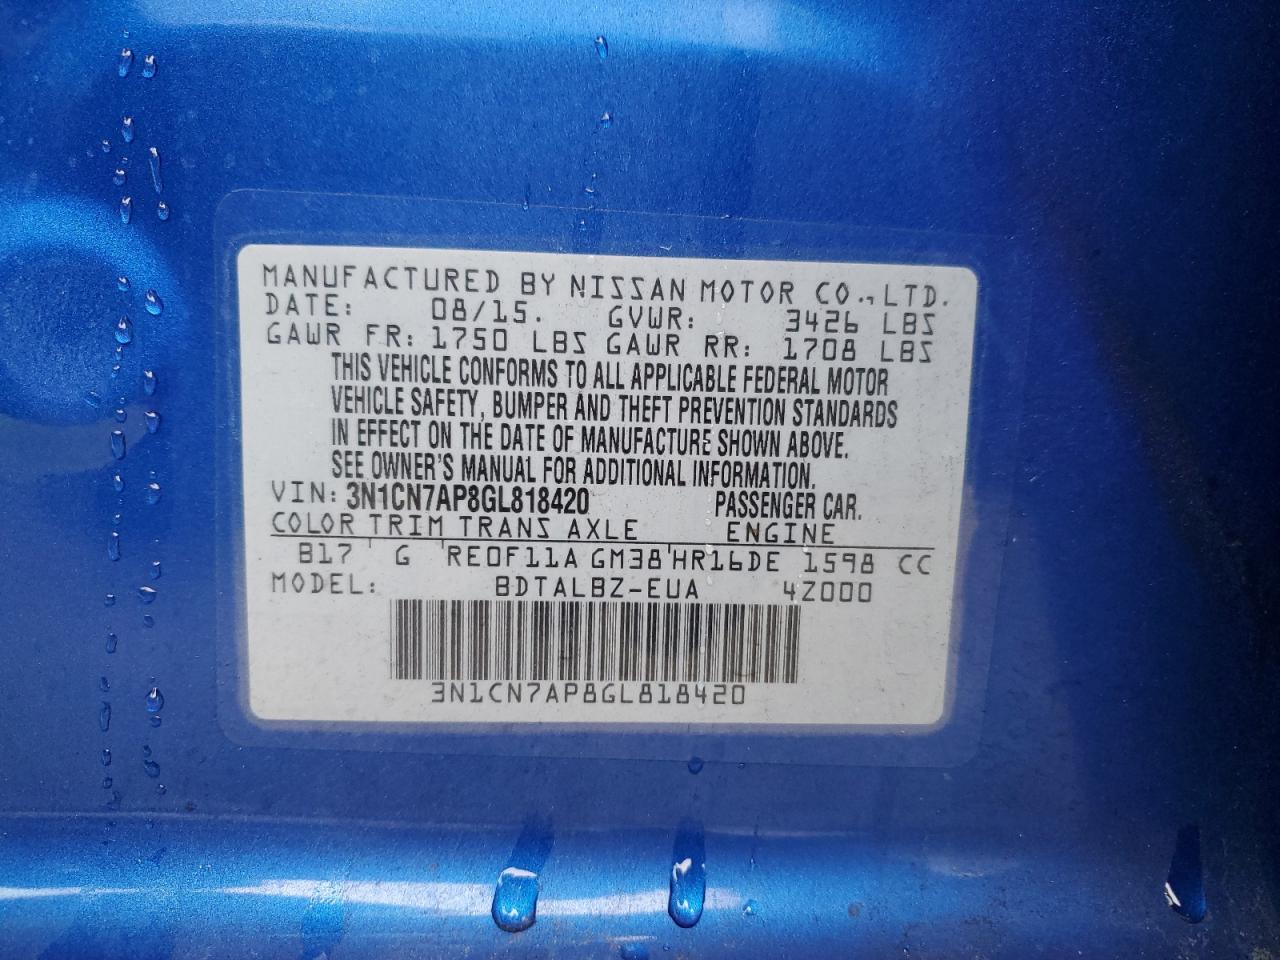 MANUFACTURED BY NISSAN MOTOR CO., LTD.
DATE: 08/15. GVWR: 3426 LBS
GAWR FR: 1750 LBS GAWR RR: 1708 LBS
THIS VEHICLE CONFORMS TO ALL APPLICABLE FEDERAL MOTOR
VEHICLE SAFETY, BUMPER AND THEFT PREVENTION STANDARDS
IN EFFECT ON THE DATE OF MANUFACTURE SHOWN ABOVE.
SEE OWNER'S MANUAL FOR ADDITIONAL INFORMATION.
VIN: 3N1CN7AP8GL818420 PASSENGER CAR.
COLOR TRIM TRANS AXLE ENGINE
B17 G RE0F11A GM38 HR16DE 1598 CC
MODEL: BDTALBZ-EUA 4Z000
3N1CN7AP8GL818420